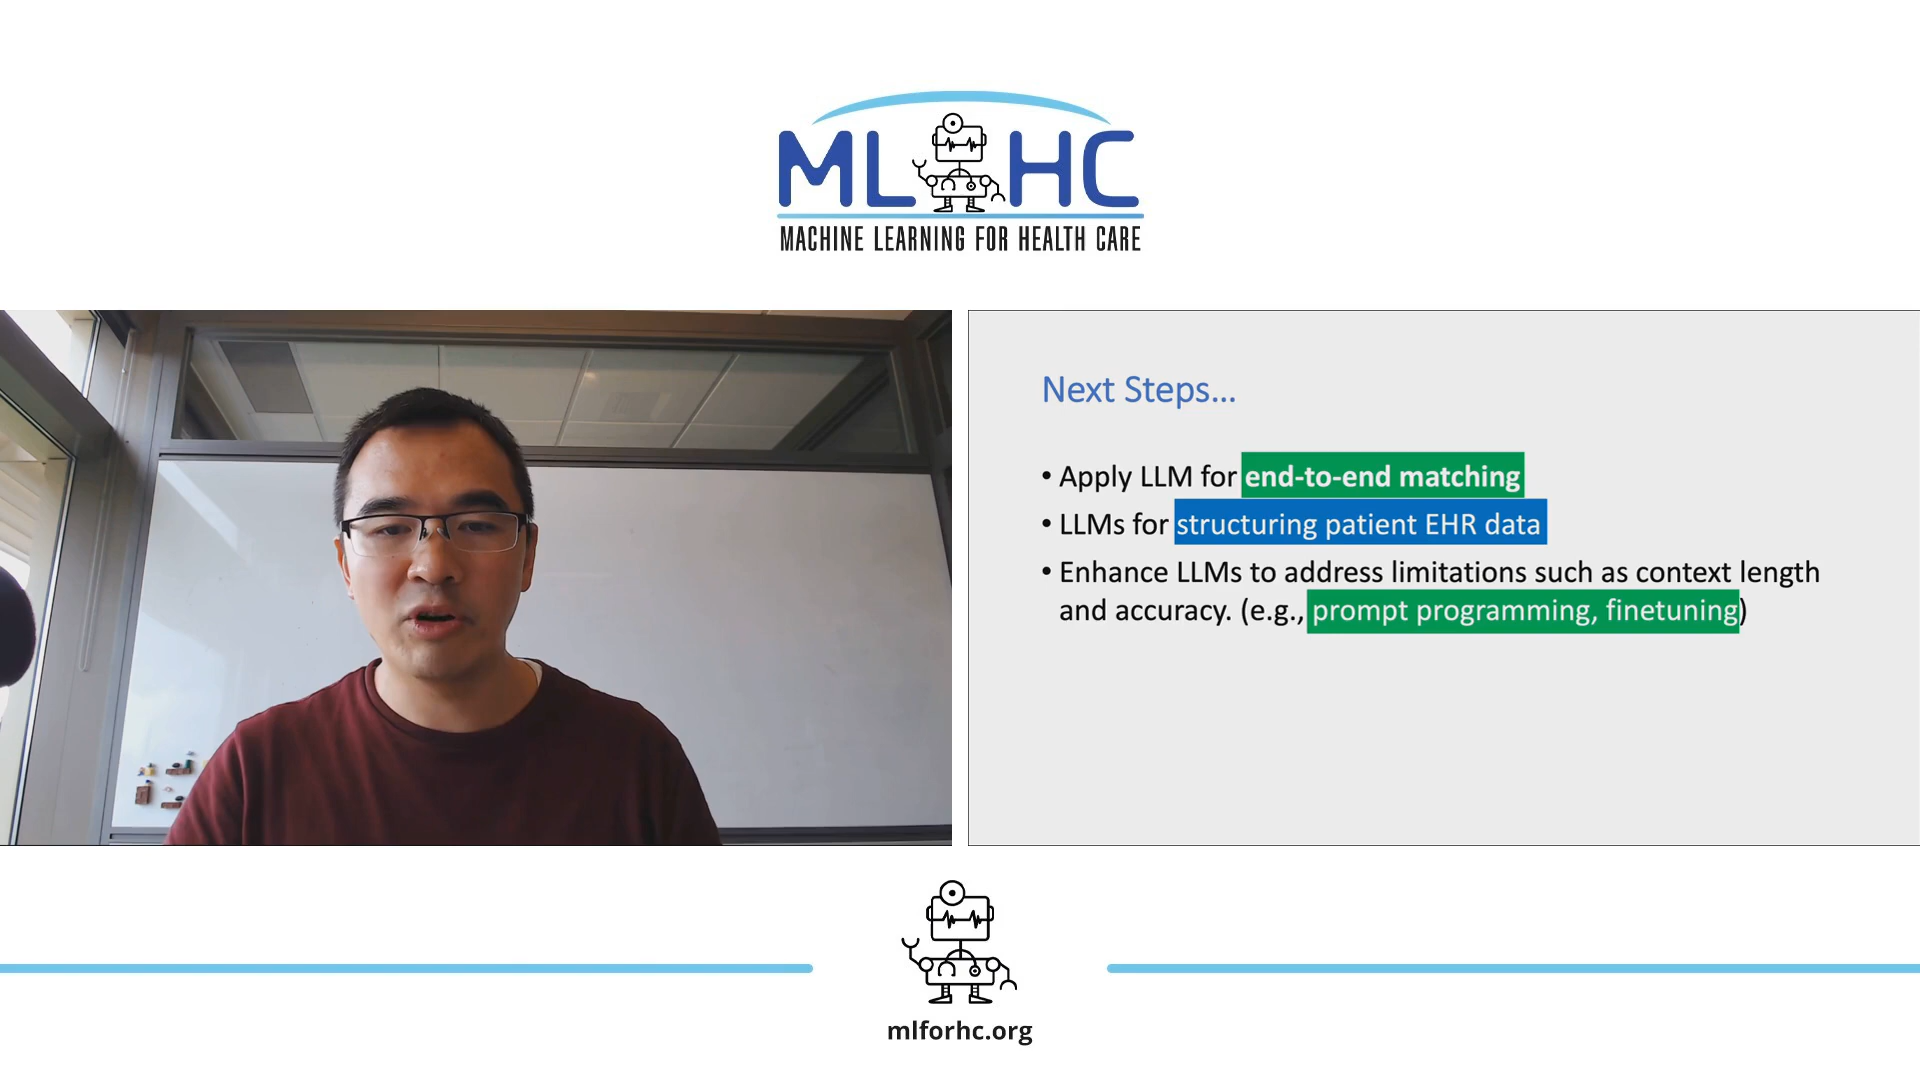 ML HC
MACHINE LEARNING FOR HEALTH CARE
Next Steps...
• Apply LLM for end-to-end matching
• LLMs for structuring patient EHR data
• Enhance LLMs to address limitations such as context length
and accuracy. (e.g., prompt programming, finetuning)
mlforhc.org